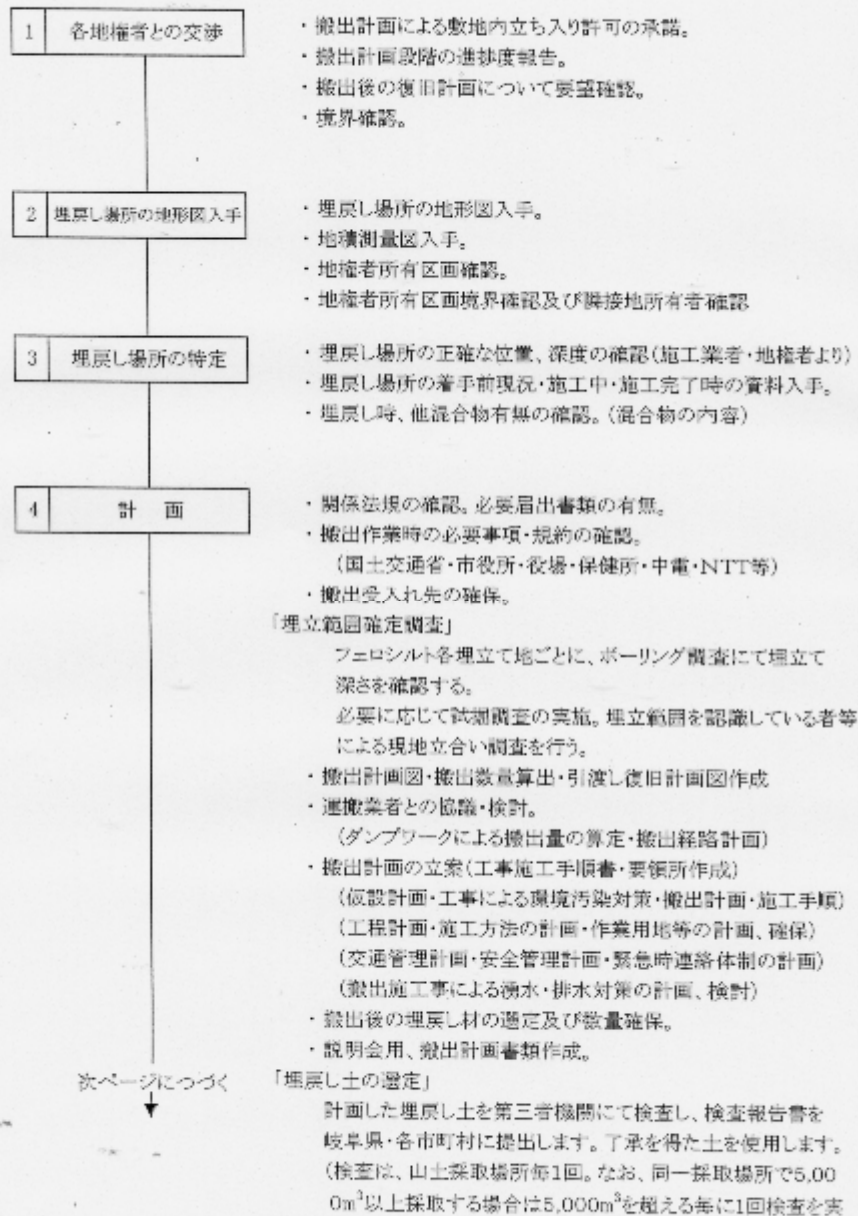 1 各地権者との交渉
・搬出計画による敷地内立ち入り許可の承諾。
・搬出計画段階の進捗度報告。
・搬出後の復旧計画について要望確認。
・境界確認。
2 埋戻し場所の地形図入手
・埋戻し場所の地形図入手。
・地積測量図入手。
・地権者所有区画確認。
・地権者所有区画境界確認及び隣接地所有者確認
3 埋戻し場所の特定
・埋戻し場所の正確な位置、深度の確認(施工業者・地権者より)
・埋戻し場所の着手前現況・施工中・施工完了時の資料入手。
・埋戻し時、他混合物有無の確認。(混合物の内容)
4 計 画
・関係法規の確認。必要届出書類の有無。
・搬出作業時の必要事項・規約の確認。
(国土交通省・市役所・役場・保健所・中電・NTT等)
・搬出受入れ先の確保。
「埋立範囲確定調査」
フェロシルト各埋立て地ごとに、ボーリング調査にて埋立て
深さを確認する。
必要に応じて試掘調査の実施。埋立範囲を認識している者等
による現地立合い調査を行う。
・搬出計画図・搬出数量算出・引渡し復旧計画図作成
・運搬業者との協議・検討。
(ダンプワークによる搬出量の算定・搬出経路計画)
・搬出計画の立案(工事施工手順書・要領所作成)
(仮設計画・工事による環境汚染対策・搬出計画・施工手順)
(工程計画・施工方法の計画・作業用地等の計画、確保)
(交通管理計画・安全管理計画・緊急時連絡体制の計画)
(搬出施工事による湧水・排水対策の計画、検討)
・搬出後の埋戻し材の選定及び数量確保。
・説明会用、搬出計画書類作成。
次ページにつづく
「埋戻し土の選定」
計画した埋戻し土を第三者機関にて検査し、検査報告書を
岐阜県・各市町村に提出します。了承を得た土を使用します。
(検査は、山土採取場所毎1回。なお、同一採取場所で5,00
0m³以上採取する場合は5,000m³を超える毎に1回検査を実